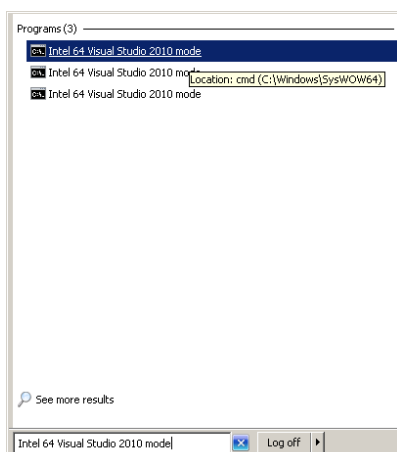 Programs (3)
Intel 64 Visual Studio 2010 mode
Intel 64 Visual Studio 2010
Location: cmd (C:\Windows\SysWOW64)
Intel 64 Visual Studio 2010 mode
See more results
Intel 64 Visual Studio 2010 mode
Log off